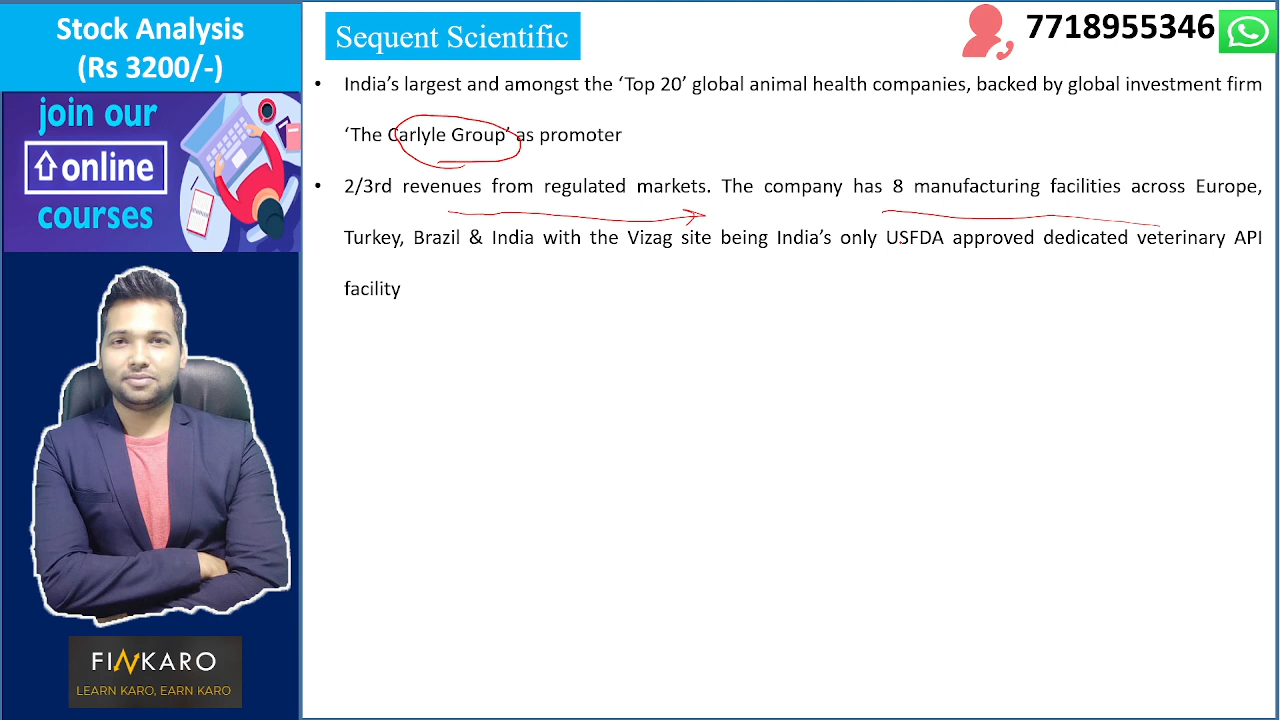 Stock Analysis
(Rs 3200/-)
join our
online
courses
FINKARO
LEARN KARO, EARN KARO
Sequent Scientific
7718955346
• India’s largest and amongst the ‘Top 20’ global animal health companies, backed by global investment firm
‘The Carlyle Group’ as promoter
• 2/3rd revenues from regulated markets. The company has 8 manufacturing facilities across Europe,
Turkey, Brazil & India with the Vizag site being India’s only USFDA approved dedicated veterinary API
facility